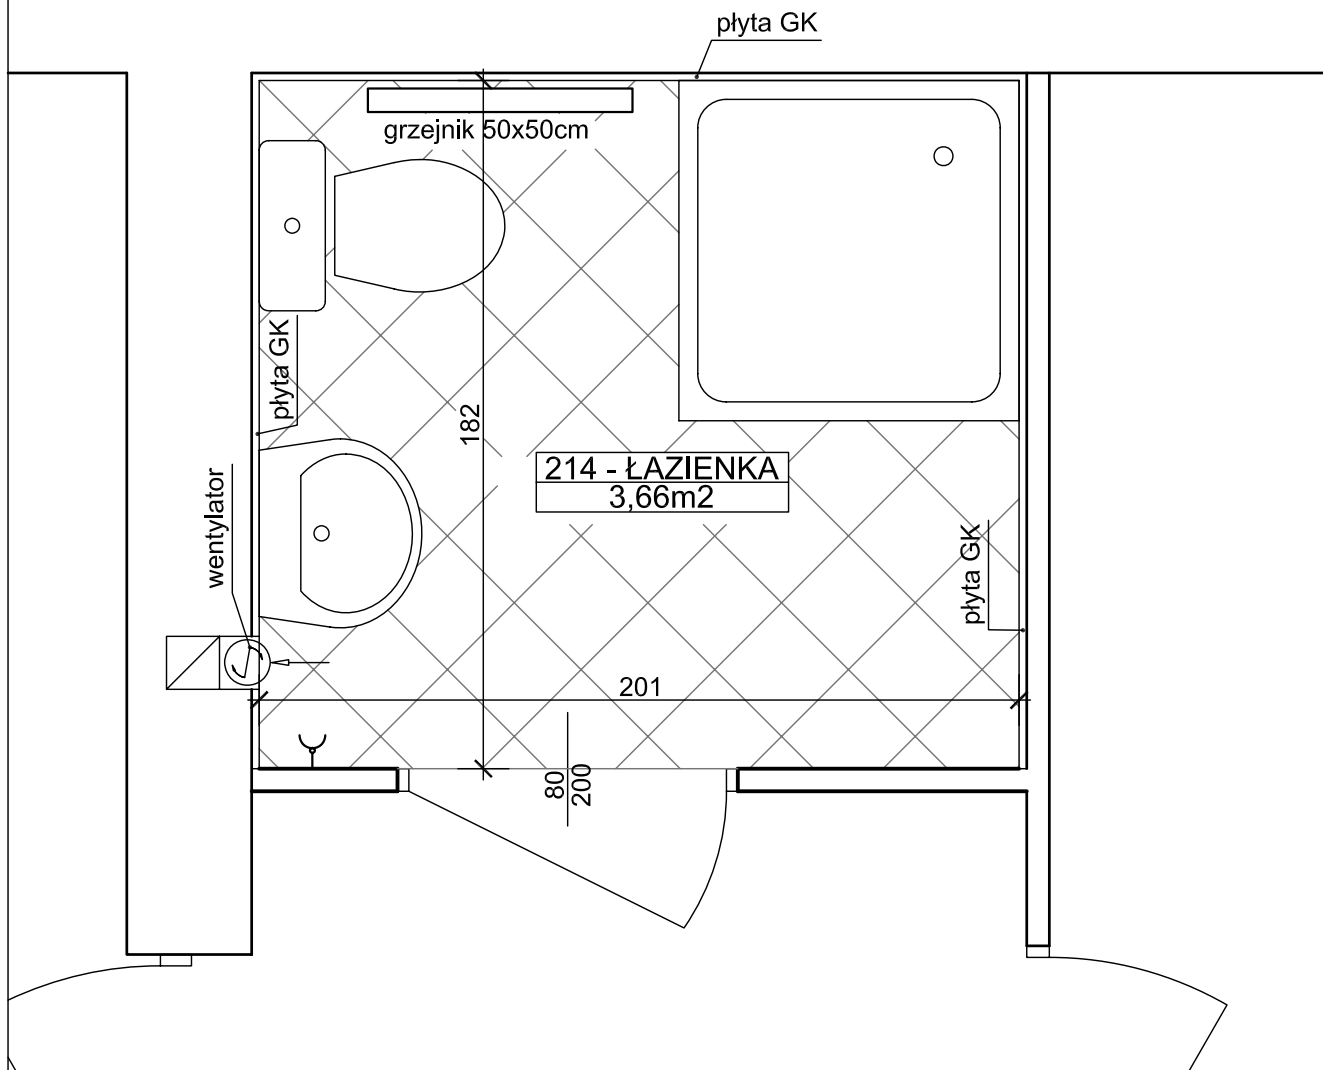 płyta GK
grzejnik 50x50cm
płyta GK
182
214 - ŁAZIENKA
3,66m2
wentylator
płyta GK
201
80
200